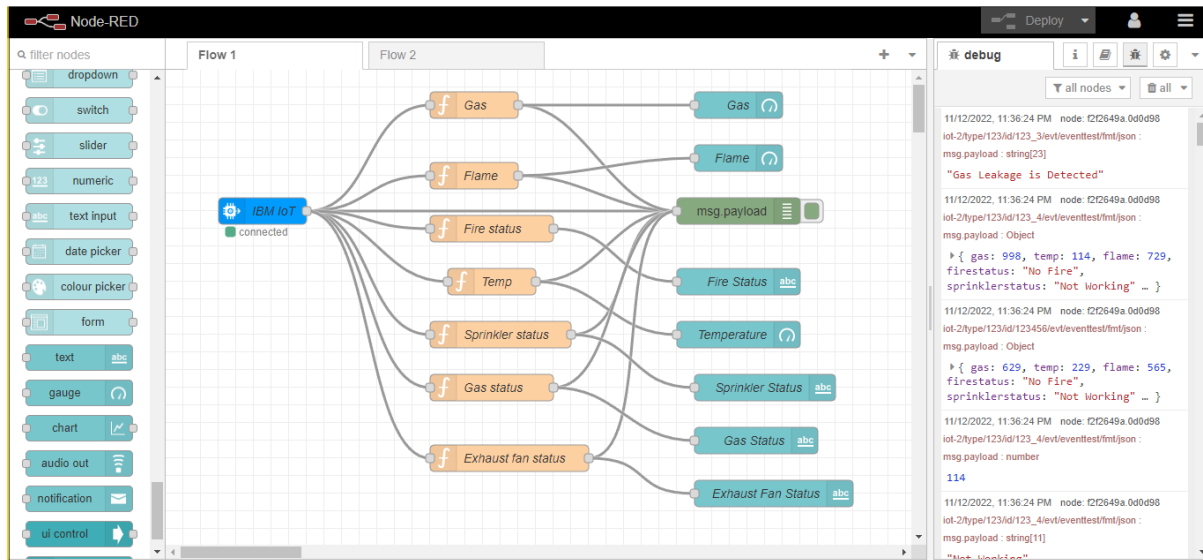 Node-RED
Deploy
filter nodes
dropdown
switch
slider
123 numeric
abc text input
date picker
colour picker
form
text abc
gauge
chart
audio out
notification
ui control
Flow 1
Flow 2
IBM IoT
connected
Gas
Flame
Fire status
Temp
Sprinkler status
Gas status
Exhaust fan status
Gas
Flame
msg.payload
Fire Status abc
Temperature
Sprinkler Status abc
Gas Status abc
Exhaust Fan Status abc
debug
i
all nodes
all
11/12/2022, 11:36:24 PM node: f2f2649a.0d0d98
iot-2/type/123/id/123_3/evt/eventtest/fmt/json :
msg.payload : string[23]
"Gas Leakage is Detected"
11/12/2022, 11:36:24 PM node: f2f2649a.0d0d98
iot-2/type/123/id/123_4/evt/eventtest/fmt/json :
msg.payload : Object
{ gas: 998, temp: 114, flame: 729,
firestatus: "No Fire",
sprinklerstatus: "Not Working" … }
11/12/2022, 11:36:24 PM node: f2f2649a.0d0d98
iot-2/type/123/id/123456/evt/eventtest/fmt/json :
msg.payload : Object
{ gas: 629, temp: 229, flame: 565,
firestatus: "No Fire",
sprinklerstatus: "Not Working" … }
11/12/2022, 11:36:24 PM node: f2f2649a.0d0d98
iot-2/type/123/id/123_4/evt/eventtest/fmt/json :
msg.payload : number
114
11/12/2022, 11:36:24 PM node: f2f2649a.0d0d98
iot-2/type/123/id/123_4/evt/eventtest/fmt/json :
msg.payload : string[11]
"Not Working"